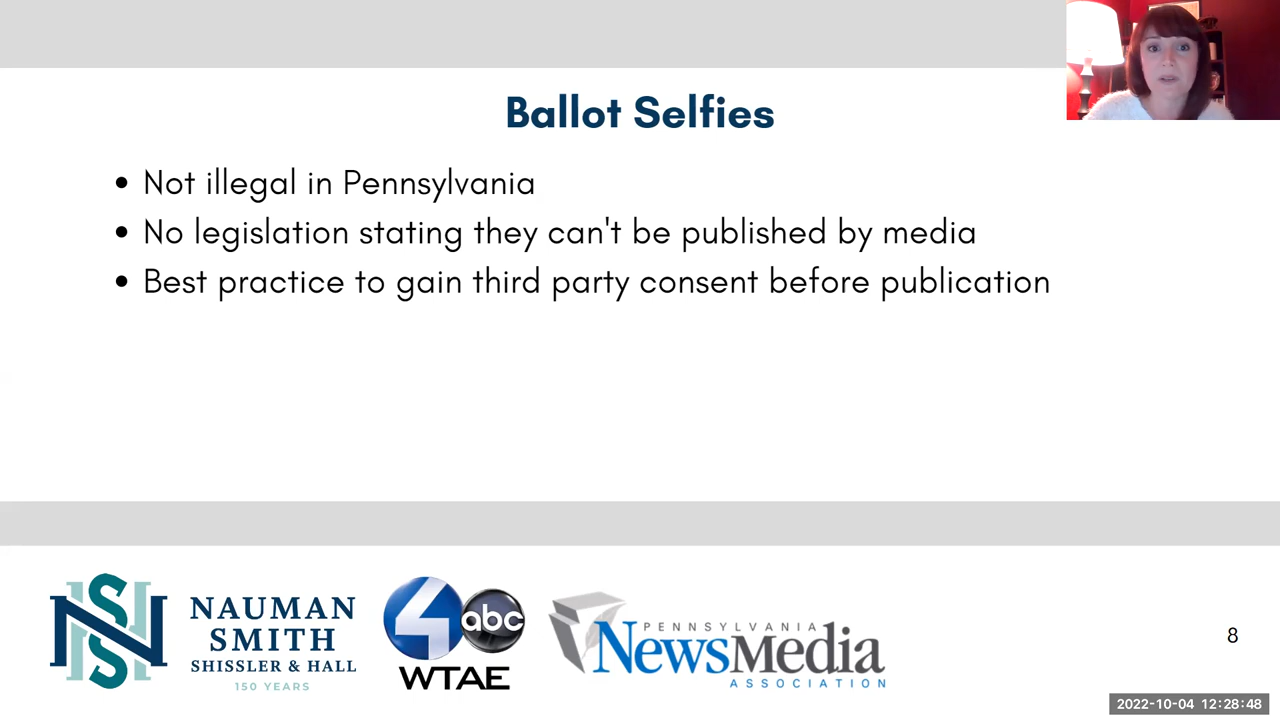 Ballot Selfies
• Not illegal in Pennsylvania
• No legislation stating they can't be published by media
• Best practice to gain third party consent before publication
NAUMAN
SMITH
SHISSLER & HALL
150 YEARS
4 abc
WTAE
PENNSYLVANIA
NewsMedia
ASSOCIATION
8
2022-10-04 12:28:48